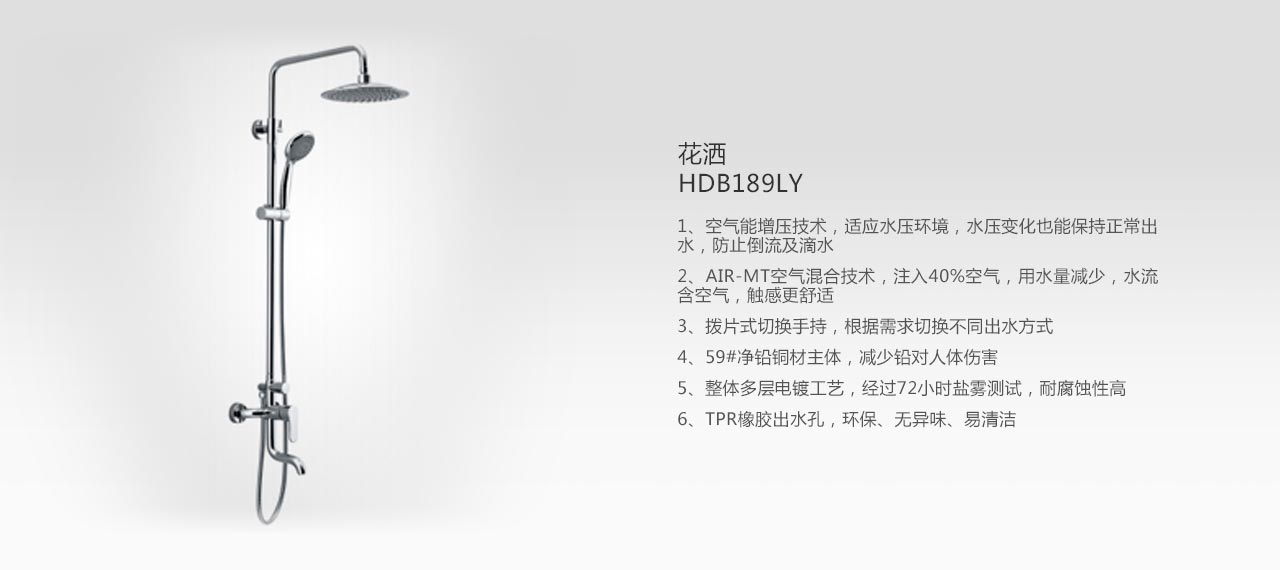 花洒
HDB189LY
1、空气能增压技术，适应水压环境，水压变化也能保持正常出
水，防止倒流及滴水
2、AIR-MT空气混合技术，注入40%空气，用水量减少，水流
含空气，触感更舒适
3、拨片式切换手持，根据需求切换不同出水方式
4、59#净铅铜材主体，减少铅对人体伤害
5、整体多层电镀工艺，经过72小时盐雾测试，耐腐蚀性高
6、TPR橡胶出水孔，环保、无异味、易清洁